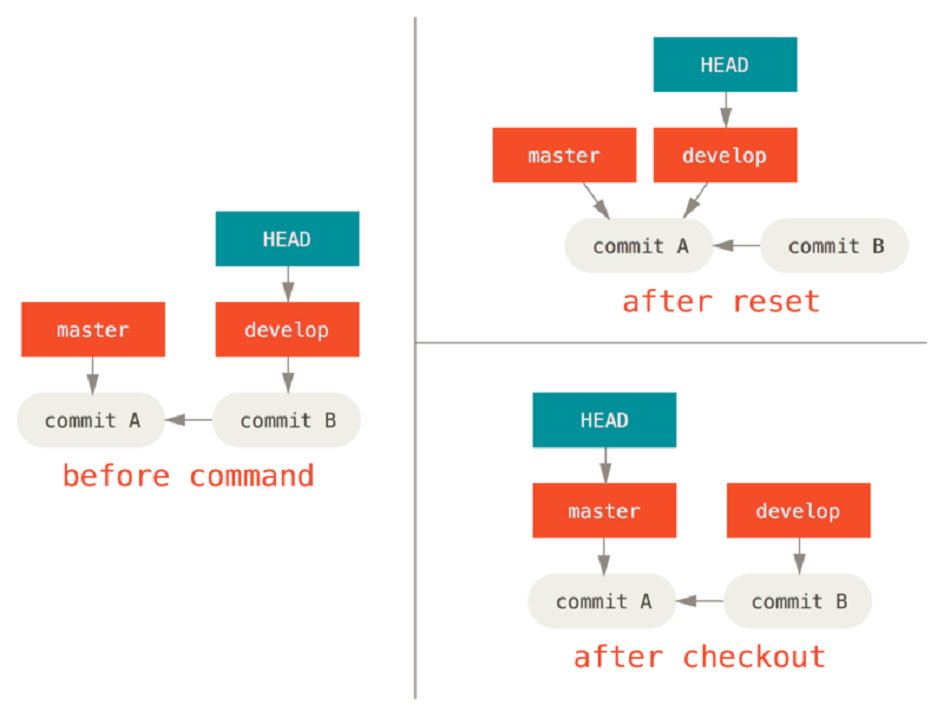 HEAD
master develop
commit A commit B
before command
HEAD
master develop
commit A commit B
after reset
HEAD
master develop
commit A commit B
after checkout